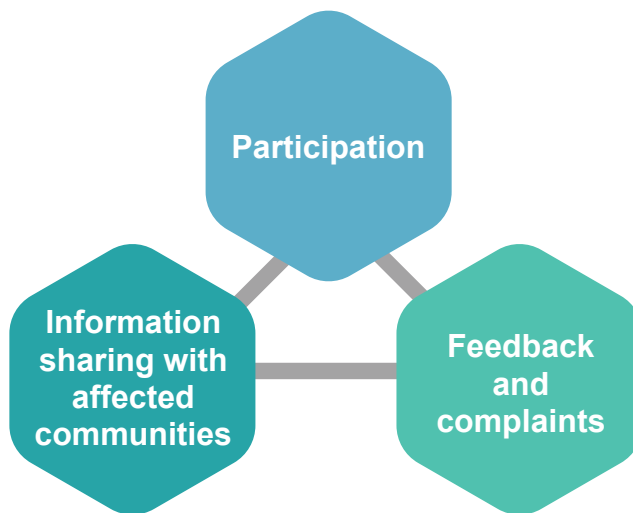 Participation
Information
sharing with
affected
communities
Feedback
and
complaints